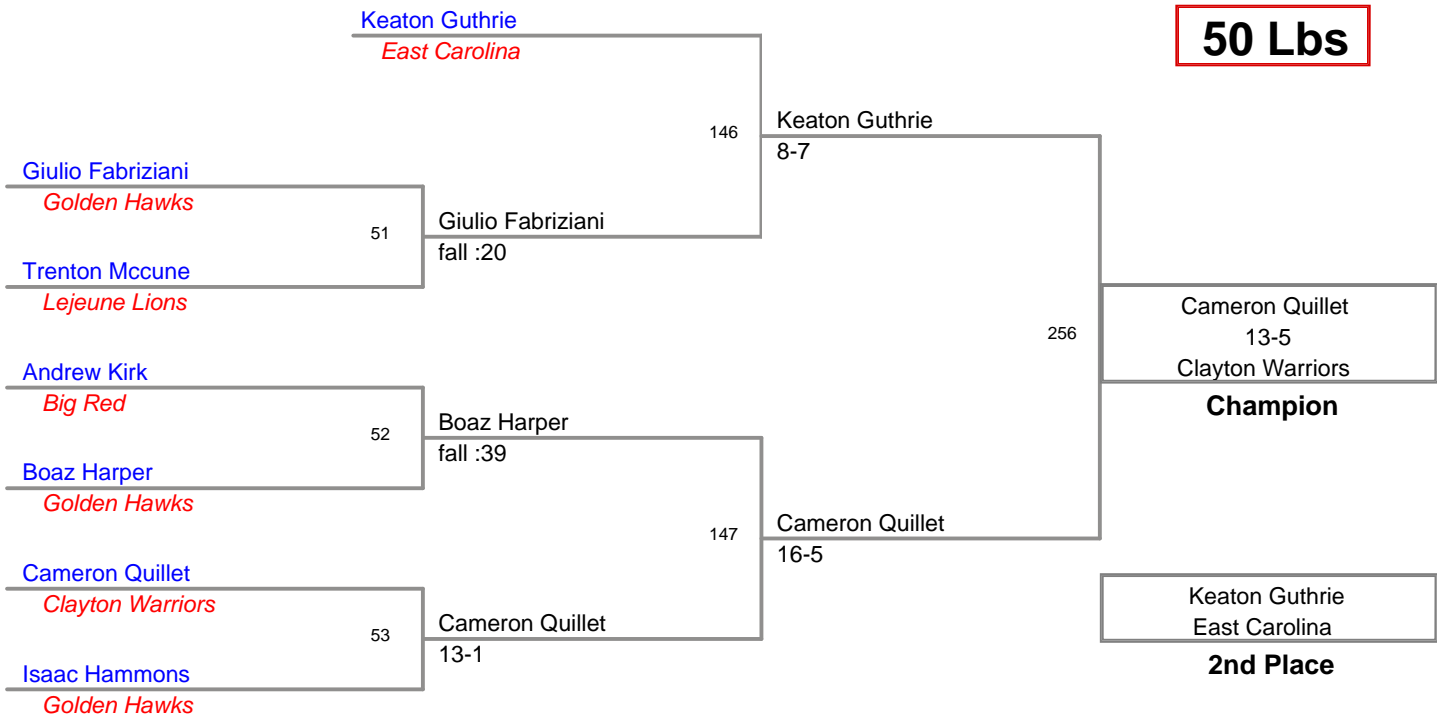 Keaton Guthrie
East Carolina
50 Lbs
146
Keaton Guthrie
8-7
Giulio Fabriziani
Golden Hawks
51
Giulio Fabriziani
fall :20
Trenton Mccune
Lejeune Lions
256
Cameron Quillet
13-5
Clayton Warriors
Champion
Andrew Kirk
Big Red
52
Boaz Harper
fall :39
Boaz Harper
Golden Hawks
147
Cameron Quillet
16-5
Cameron Quillet
Clayton Warriors
53
Cameron Quillet
13-1
Isaac Hammons
Golden Hawks
Keaton Guthrie
East Carolina
2nd Place